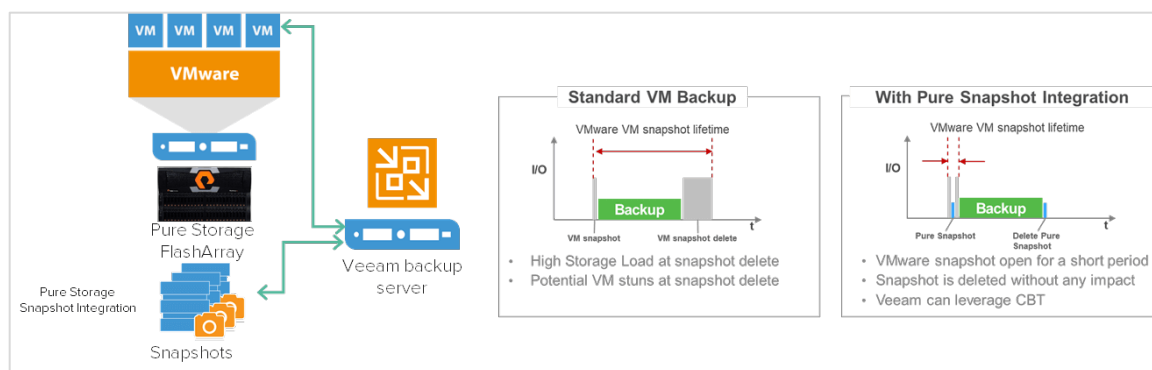 VM VM VM VM
VMware
Pure Storage
FlashArray
Pure Storage
Snapshot Integration
Snapshots
Veeam backup
server
Standard VM Backup
VMware VM snapshot lifetime
I/O
Backup
t
VM snapshot
VM snapshot delete
• High Storage Load at snapshot delete
• Potential VM stuns at snapshot delete
With Pure Snapshot Integration
VMware VM snapshot lifetime
I/O
Backup
t
Pure Snapshot
Delete Pure
Snapshot
• VMware snapshot open for a short period
• Snapshot is deleted without any impact
• Veeam can leverage CBT